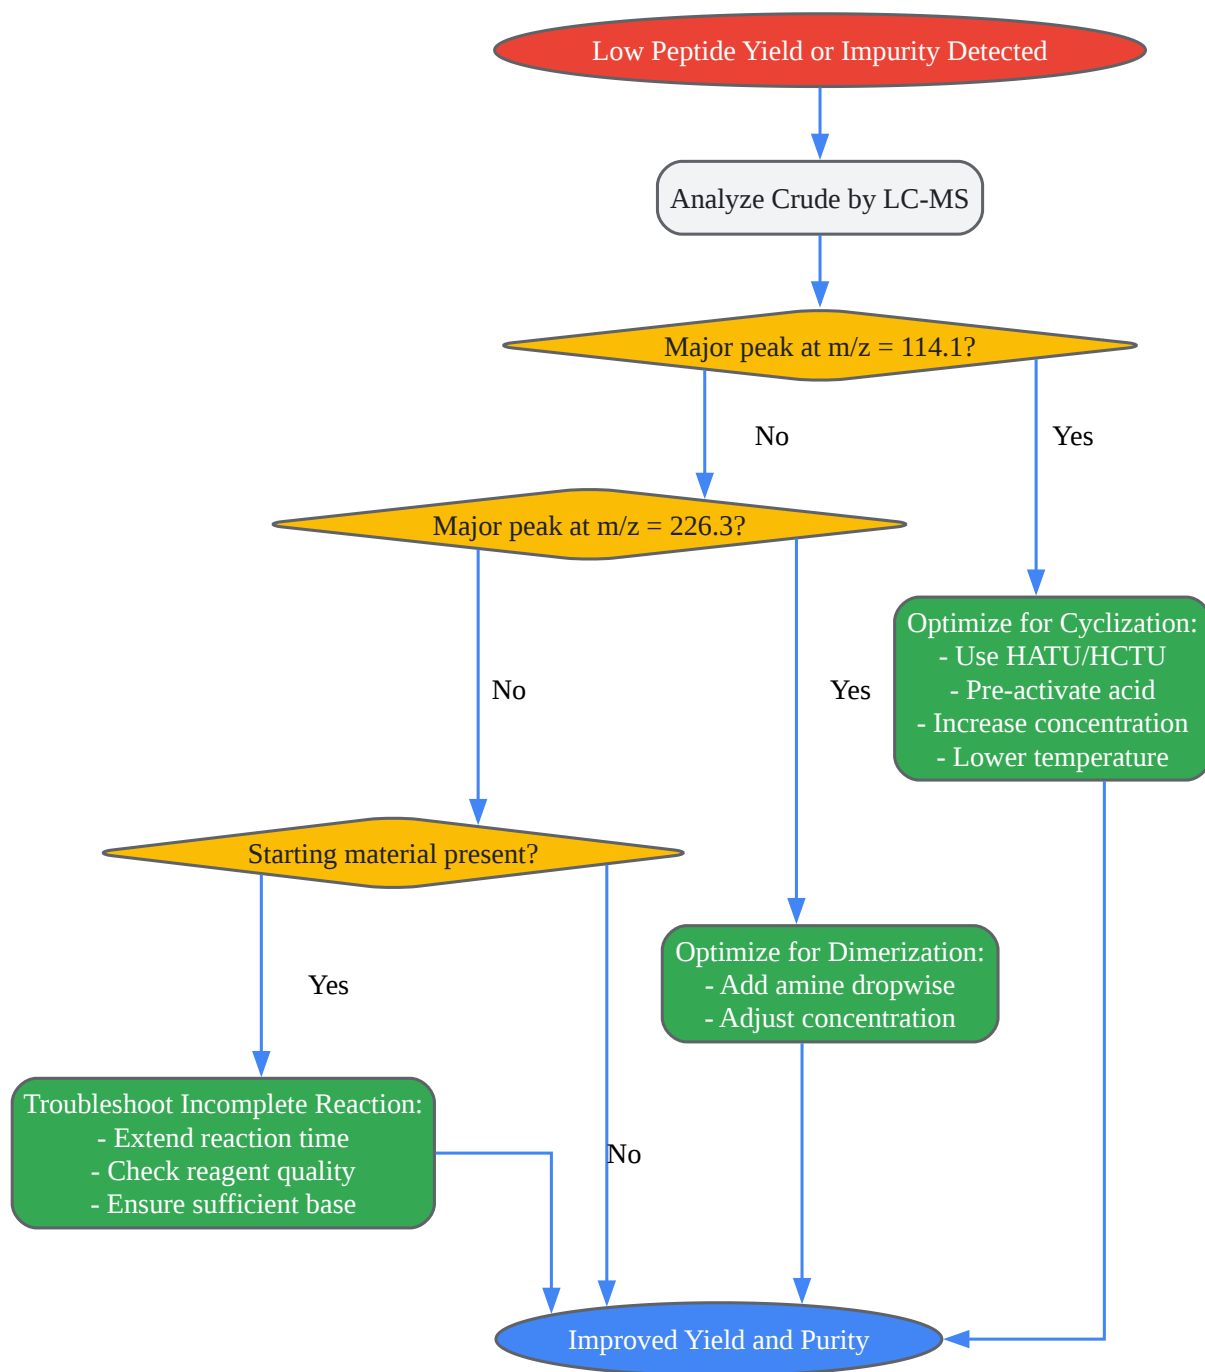 Low Peptide Yield or Impurity Detected
Analyze Crude by LC-MS
Major peak at m/z = 114.1?
No
Yes
Major peak at m/z = 226.3?
Optimize for Cyclization:
- Use HATU/HCTU
- Pre-activate acid
- Increase concentration
- Lower temperature
No
Yes
Starting material present?
Optimize for Dimerization:
- Add amine dropwise
- Adjust concentration
Yes
Troubleshoot Incomplete Reaction:
- Extend reaction time
- Check reagent quality
- Ensure sufficient base
No
Improved Yield and Purity